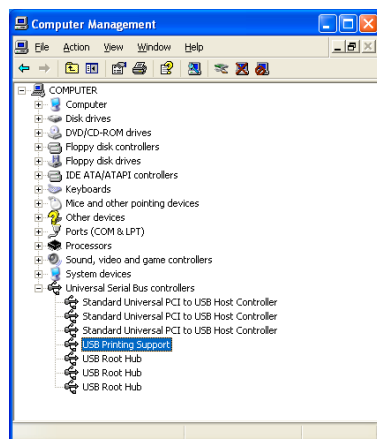 Computer Management
File Action View Window Help
COMPUTER
Computer
Disk drives
DVD/CD-ROM drives
Floppy disk controllers
Floppy disk drives
IDE ATA/ATAPI controllers
Keyboards
Mice and other pointing devices
Other devices
Ports (COM & LPT)
Processors
Sound, video and game controllers
System devices
Universal Serial Bus controllers
Standard Universal PCI to USB Host Controller
Standard Universal PCI to USB Host Controller
Standard Universal PCI to USB Host Controller
USB Printing Support
USB Root Hub
USB Root Hub
USB Root Hub